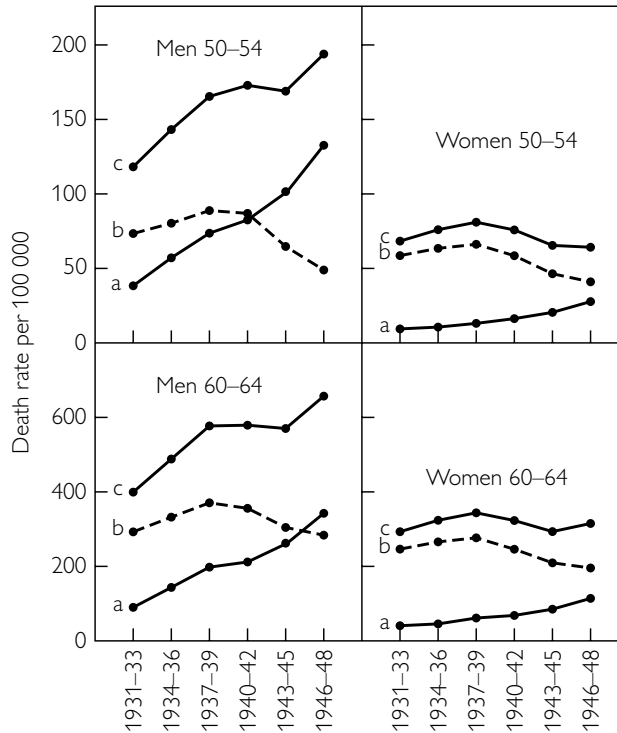 Death rate per 100 000
200
150
100
50
0
Men 50–54
c
b
a
Women 50–54
c
b
a
600
400
200
0
Men 60–64
c
b
a
Women 60–64
c
b
a
1931–33
1934–36
1937–39
1940–42
1943–45
1946–48
1931–33
1934–36
1937–39
1940–42
1943–45
1946–48